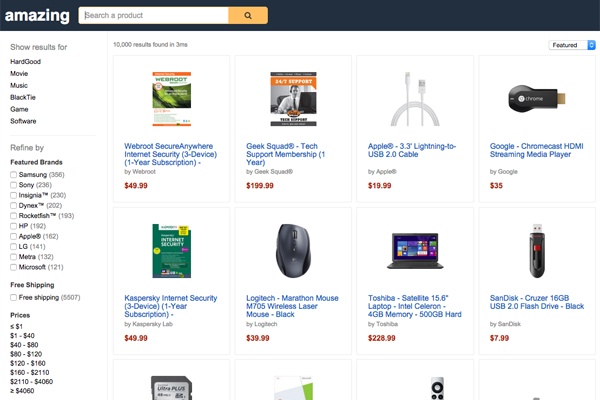 amazing
Search a product
Show results for
HardGood
Movie
Music
BlackTie
Game
Software
Refine by
Featured Brands
Samsung (356)
Sony (236)
Insignia™ (230)
Dynex™ (202)
Rocketfish™ (193)
HP (192)
Apple® (162)
LG (141)
Metra (132)
Microsoft (121)
Free Shipping
Free shipping (5507)
Prices
≤ $1
$1 - $40
$40 - $80
$80 - $120
$120 - $160
$160 - $2110
$2110 - $4060
≥ $4060
10,000 results found in 3ms
Featured
WEBROOT
24/7
SUPPORT
TECH SUPPORT
chrome
Webroot SecureAnywhere
Internet Security (3-Device)
(1-Year Subscription) -
by Webroot
$49.99
Geek Squad® - Tech
Support Membership (1
Year)
by Geek Squad®
$199.99
Apple® - 3.3' Lightning-to-
USB 2.0 Cable
by Apple®
$19.99
Google - Chromecast HDMI
Streaming Media Player
by Google
$35
INTERNET
SECURITY
Kaspersky Internet Security
(3-Device) (1-Year
Subscription) -
by Kaspersky Lab
$49.99
Logitech - Marathon Mouse
M705 Wireless Laser
Mouse - Black
by Logitech
$39.99
Toshiba - Satellite 15.6"
Laptop - Intel Celeron -
4GB Memory - 500GB Hard
by Toshiba
$228.99
SanDisk - Cruzer 16GB
USB 2.0 Flash Drive - Black
by SanDisk
$7.99
Ultra PLUS